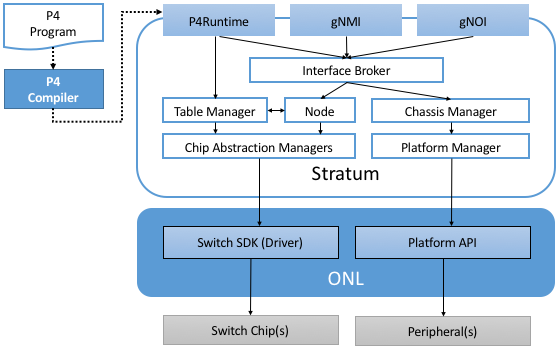 P4
Program
P4Runtime
gNMI
gNOI
P4
Compiler
Interface Broker
Table Manager
Node
Chassis Manager
Chip Abstraction Managers
Platform Manager
Stratum
Switch SDK (Driver)
Platform API
ONL
Switch Chip(s)
Peripheral(s)